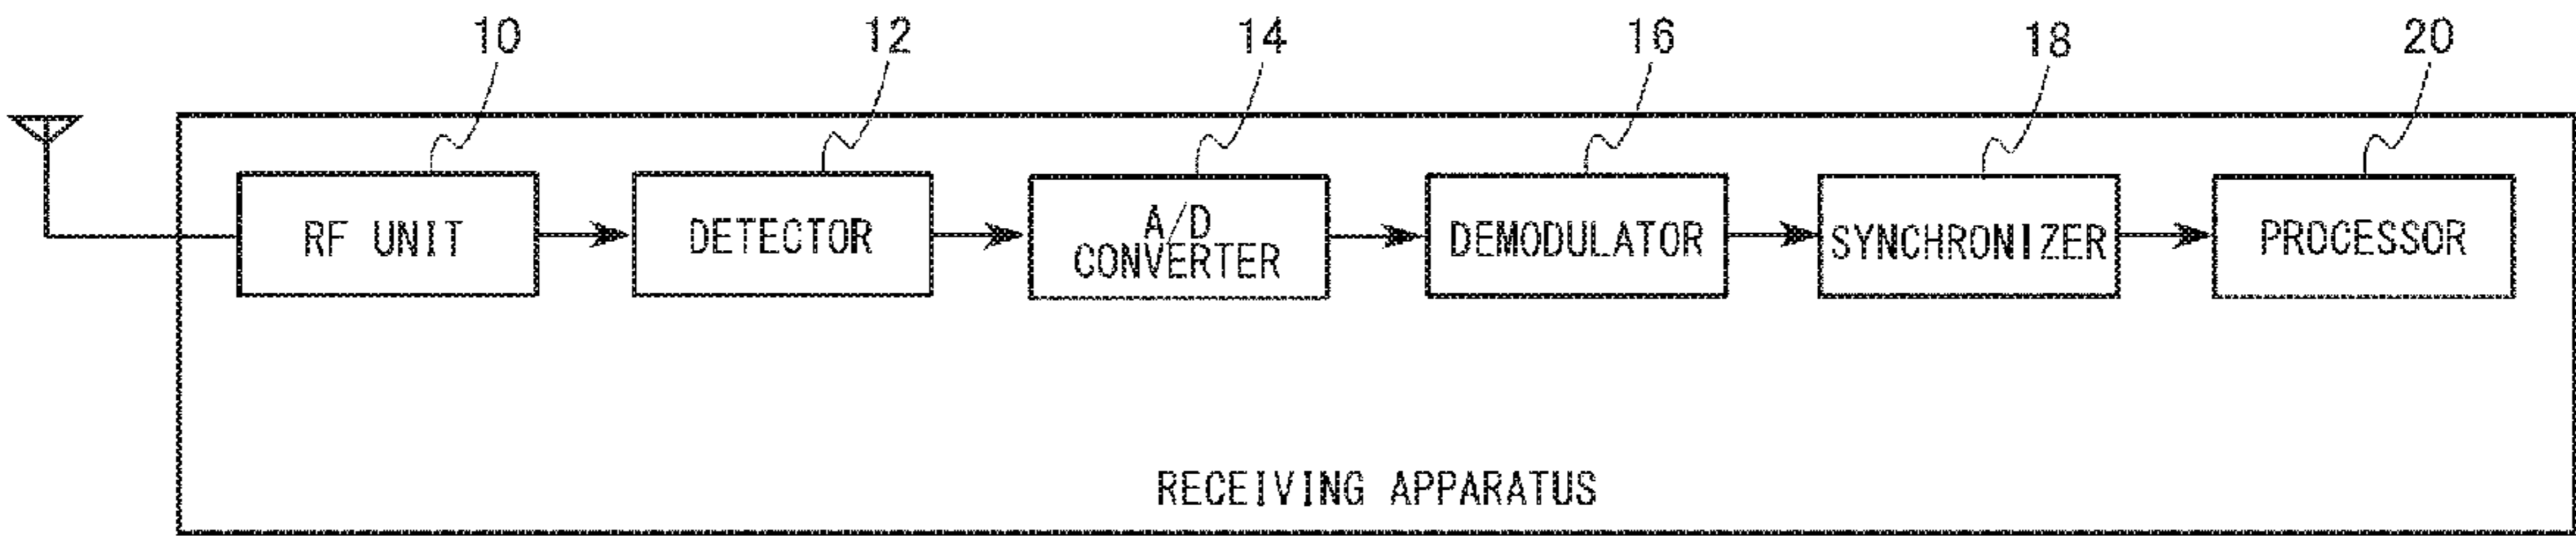 10 12 14 16 18 20
RF UNIT
DETECTOR
A/D
CONVERTER
DEMODULATOR
SYNCHRONIZER
PROCESSOR
RECEIVING APPARATUS